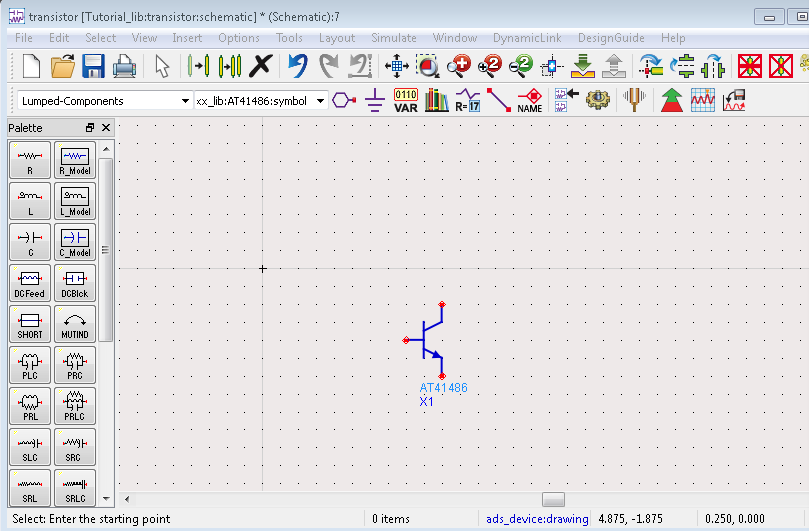 transistor [Tutorial_lib:transistor:schematic] * (Schematic):7
File Edit Select View Insert Options Tools Layout Simulate Window DynamicLink DesignGuide Help
Lumped-Components xx_lib:AT41486:symbol 0110 VAR R=17 NAME
Palette
R R_Model
L L_Model
C C_Model
DCFeed DCBlck
SHORT MUTIND
PLC PRC
PRL PRLC
SLC SRC
SRL SRLC
AT41486
X1
Select: Enter the starting point 0 items ads_device:drawing 4.875, -1.875 0.250, 0.000